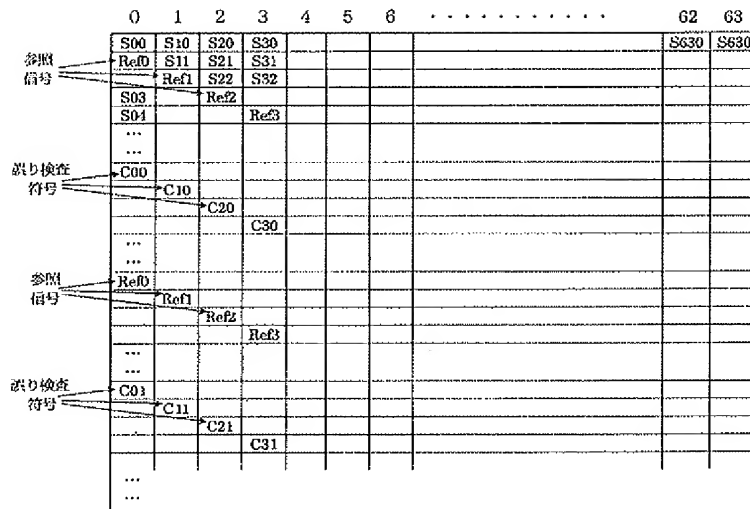 0 1 2 3 4 5 6 ・・・・・・・・・・・・ 62 63
S00 S10 S20 S30 S630 S630
参照 Ref0 S11 S21 S31
信号 Ref1 S22 S32
S03 Ref2
S04 Ref3
...
...
誤り検査 C00
符号 C10
C20
C30
...
...
参照 Ref0
信号 Ref1
Ref2
Ref3
...
...
誤り検査 C01
符号 C11
C21
C31
...
...